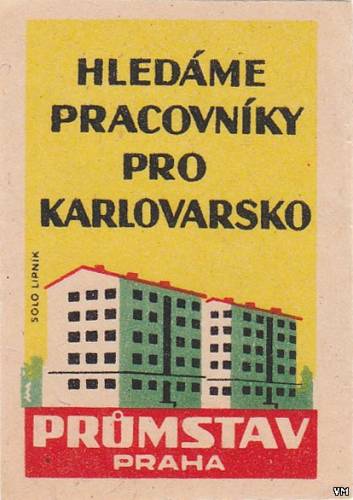 HLEDÁME
PRACOVNÍKY
PRO
KARLOVARSKO
SOLO LIPNÍK
PRŮMSTAV
PRAHA
VM